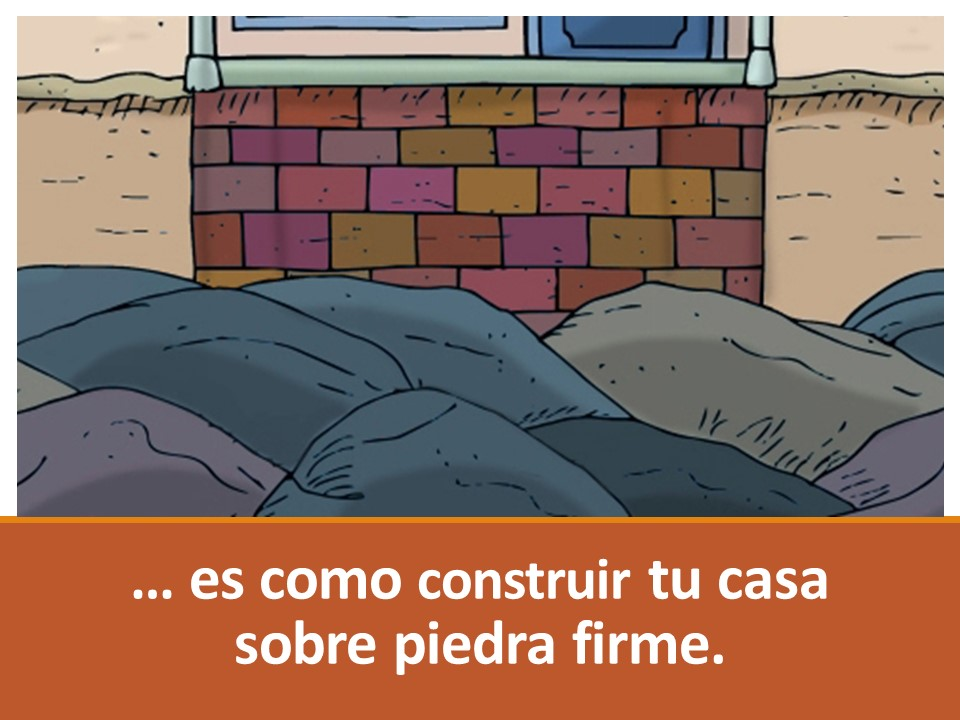 ... es como construir tu casa
sobre piedra firme.